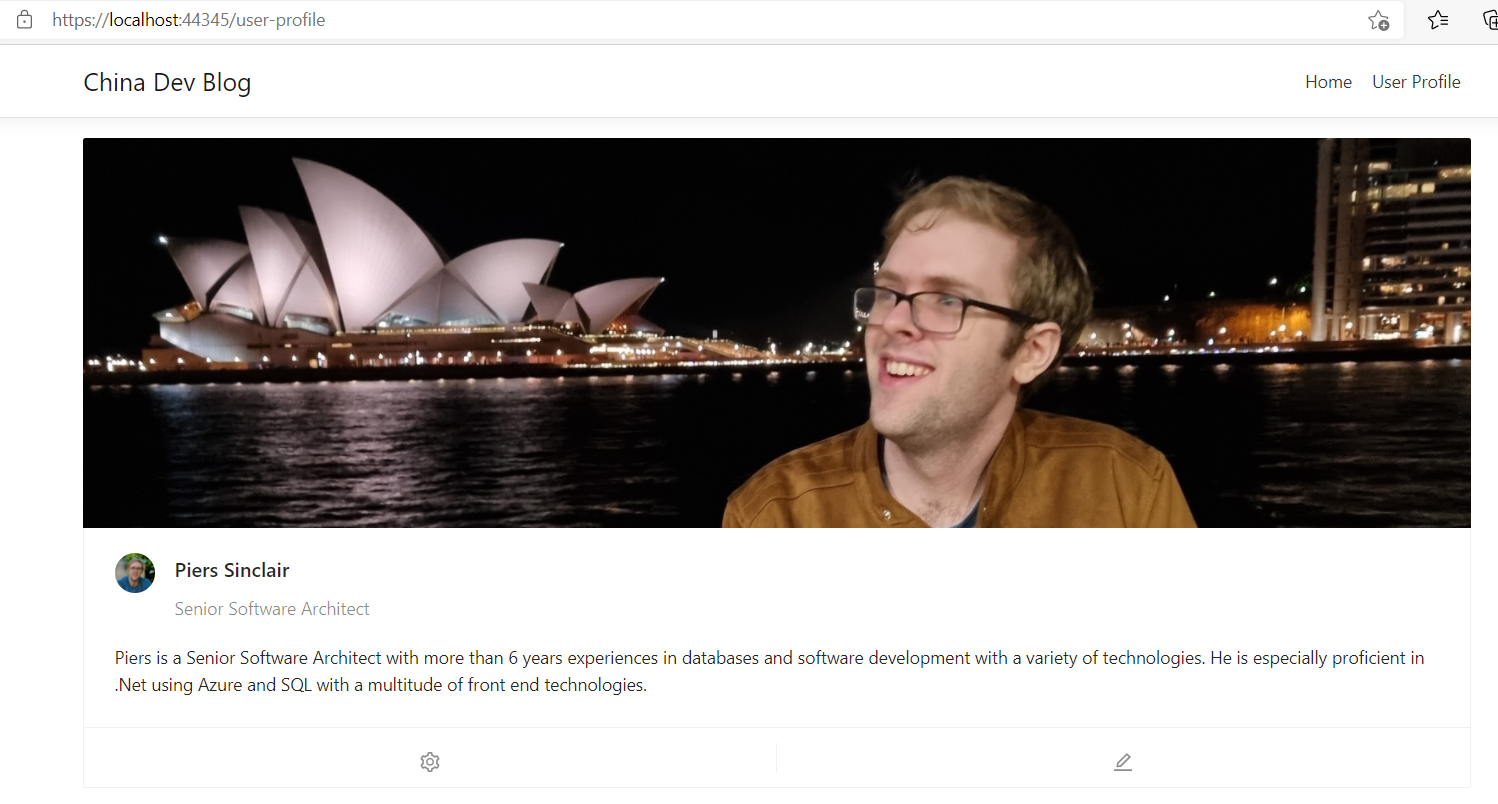 https://localhost:44345/user-profile
China Dev Blog
Home User Profile
Piers Sinclair
Senior Software Architect
Piers is a Senior Software Architect with more than 6 years experiences in databases and software development with a variety of technologies. He is especially proficient in
.Net using Azure and SQL with a multitude of front end technologies.